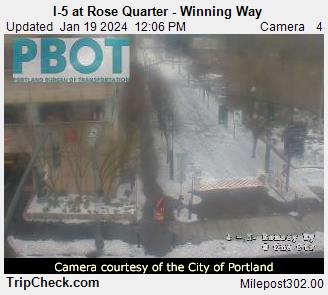 I-5 at Rose Quarter - Winning Way
Updated Jan 19 2024 12:06 PM Camera 4
PBOT
PORTLAND BUREAU OF TRANSPORTATION
Camera courtesy of the City of Portland
TripCheck.com Milepost302.00